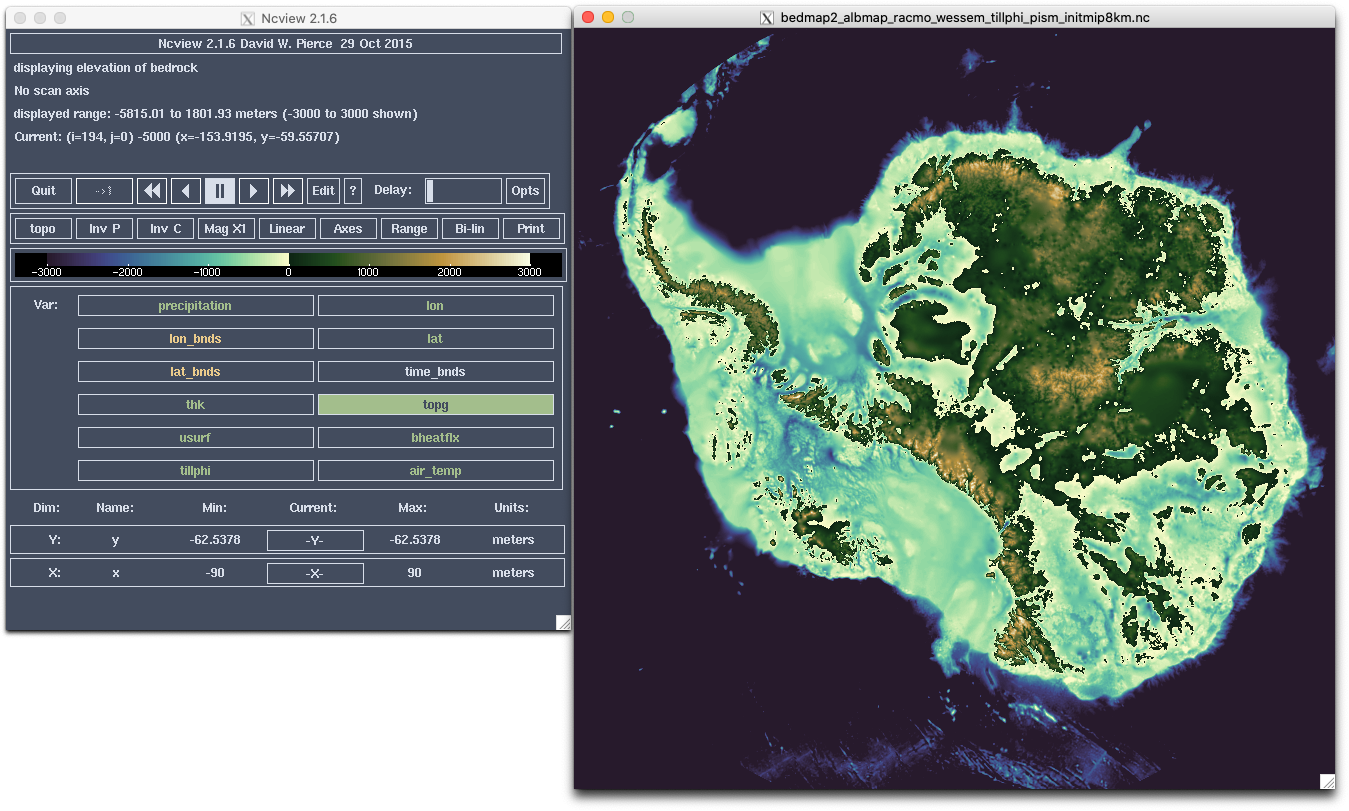 Ncview 2.1.6
Ncview 2.1.6 David W. Pierce 29 Oct 2015
displaying elevation of bedrock
No scan axis
displayed range: -5815.01 to 1801.93 meters (-3000 to 3000 shown)
Current: (i=194, j=0) -5000 (x=-153.9195, y=-59.55707)
Quit Edit ? Delay: Opts
topo Inv P Inv C Mag X1 Linear Axes Range Bi-lin Print
-3000 -2000 -1000 0 1000 2000 3000
Var: precipitation lon
lon_bnds lat
lat_bnds time_bnds
thk topg
usurf bheatflx
tillphi air_temp
Dim: Name: Min: Current: Max: Units:
Y: y -62.5378 -Y- -62.5378 meters
X: x -90 -X- 90 meters
bedmap2_albmap_racmo_wessem_tillphi_pism_initmip8km.nc